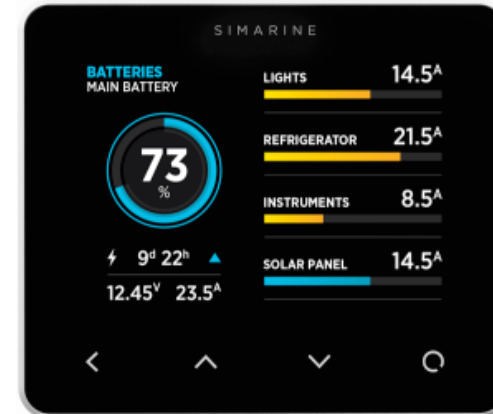 SIMARINE
BATTERIES
MAIN BATTERY
73
%
9d 22h
12.45V 23.5A
LIGHTS 14.5A
REFRIGERATOR 21.5A
INSTRUMENTS 8.5A
SOLAR PANEL 14.5A